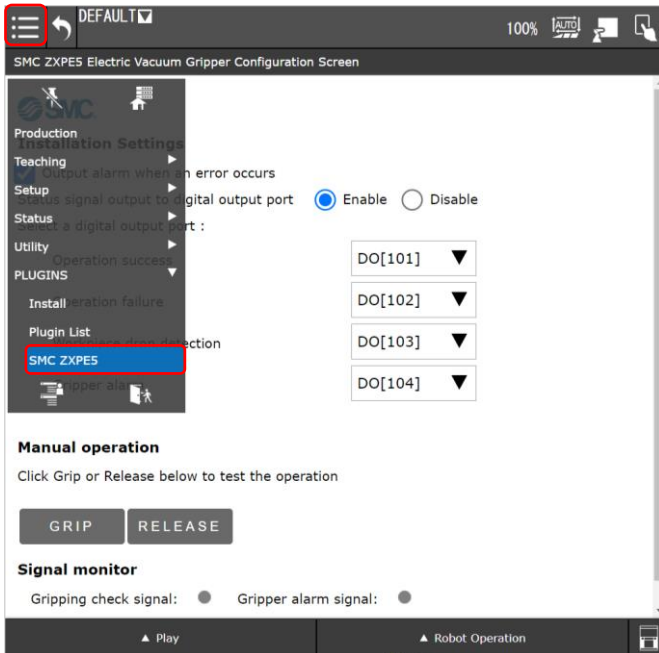 DEFAULT
100%
AUTO
SMC ZXPE5 Electric Vacuum Gripper Configuration Screen
SMC.
Production
Installation Settings
Teaching
Output alarm when an error occurs
Setup
Status signal output to digital output port Enable Disable
Status
Select a digital output port :
Utility
Operation success DO[101]
PLUGINS
Install
Operation failure DO[102]
Plugin List
Workpiece drop detection DO[103]
SMC ZXPE5
Gripper alarm DO[104]
Manual operation
Click Grip or Release below to test the operation
GRIP RELEASE
Signal monitor
Gripping check signal: Gripper alarm signal:
Play Robot Operation